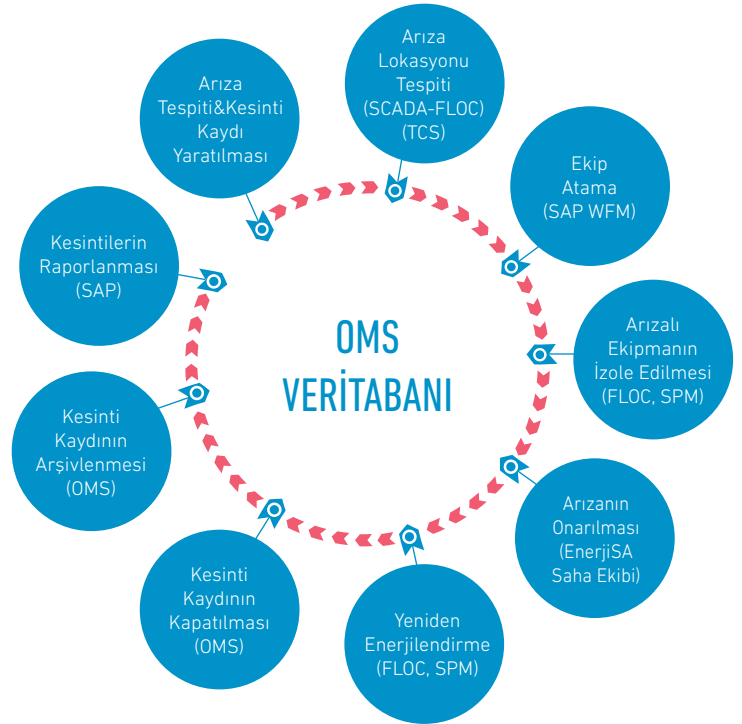 Arıza
Tespiti&Kesinti
Kaydı
Yaratılması
Arıza
Lokasyonu
Tespiti
(SCADA-FLOC)
(TCS)
Ekip
Atama
(SAP WFM)
Arızalı
Ekipmanın
İzole Edilmesi
(FLOC, SPM)
Arızanın
Onarılması
(EnerjiSA
Saha Ekibi)
Yeniden
Enerjilendirme
(FLOC, SPM)
Kesinti
Kaydının
Kapatılması
(OMS)
Kesinti
Kaydının
Arşivlenmesi
(OMS)
Kesintilerin
Raporlanması
(SAP)
OMS
VERİTABANI